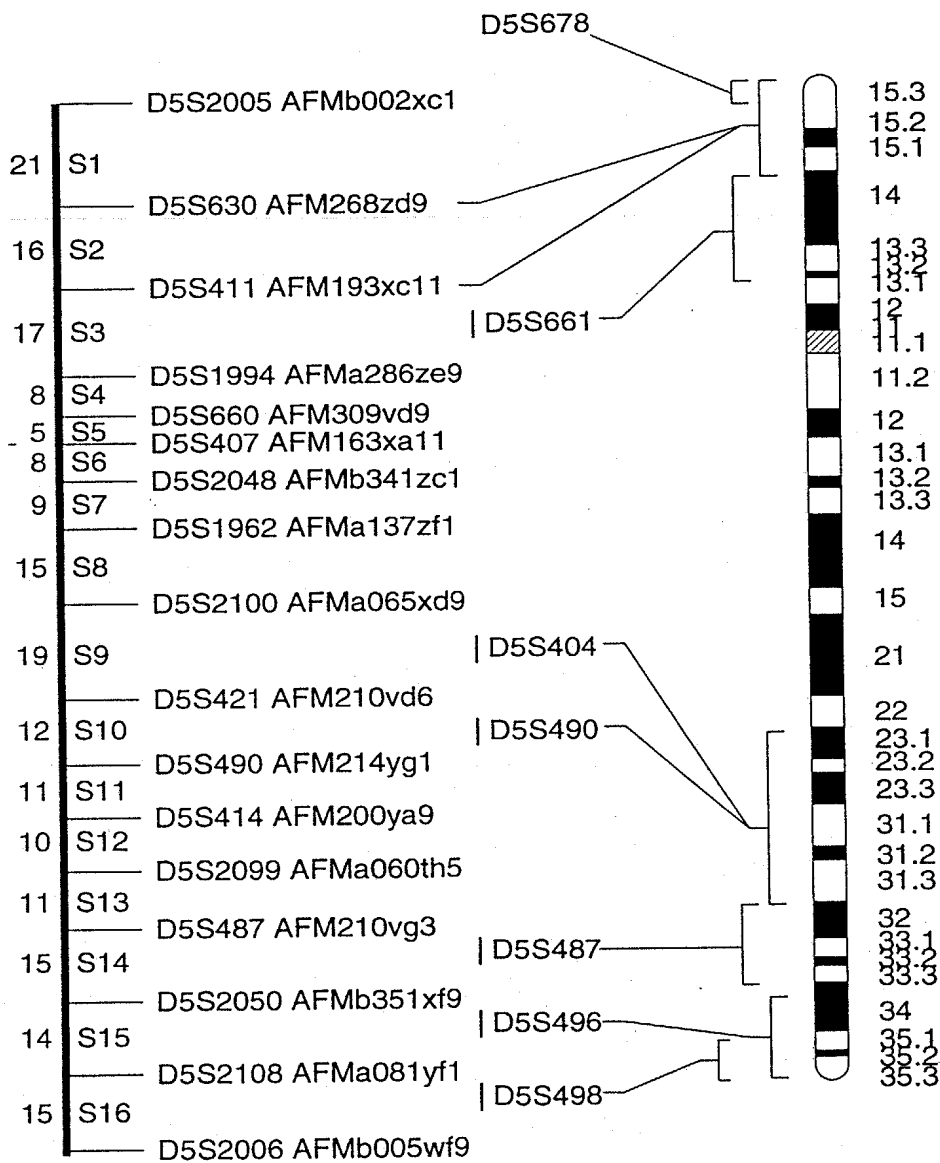 D5S678
D5S2005 AFMb002xc1
21 S1
D5S630 AFM268zd9
16 S2
D5S411 AFM193xc11
17 S3
D5S1994 AFMa286ze9
8 S4
D5S660 AFM309vd9
5 S5
D5S407 AFM163xa11
8 S6
D5S2048 AFMb341zc1
9 S7
D5S1962 AFMa137zf1
15 S8
D5S2100 AFMa065xd9
19 S9
D5S421 AFM210vd6
12 S10
D5S490 AFM214yg1
11 S11
D5S414 AFM200ya9
10 S12
D5S2099 AFMa060th5
11 S13
D5S487 AFM210vg3
15 S14
D5S2050 AFMb351xf9
14 S15
D5S2108 AFMa081yf1
15 S16
D5S2006 AFMb005wf9
D5S661
D5S404
D5S490
D5S487
D5S496
D5S498
15.3
15.2
15.1
14
13.3
13.2
13.1
12
11
11.1
11.2
12
13.1
13.2
13.3
14
15
21
22
23.1
23.2
23.3
31.1
31.2
31.3
32
33.1
33.2
33.3
34
35.1
35.2
35.3